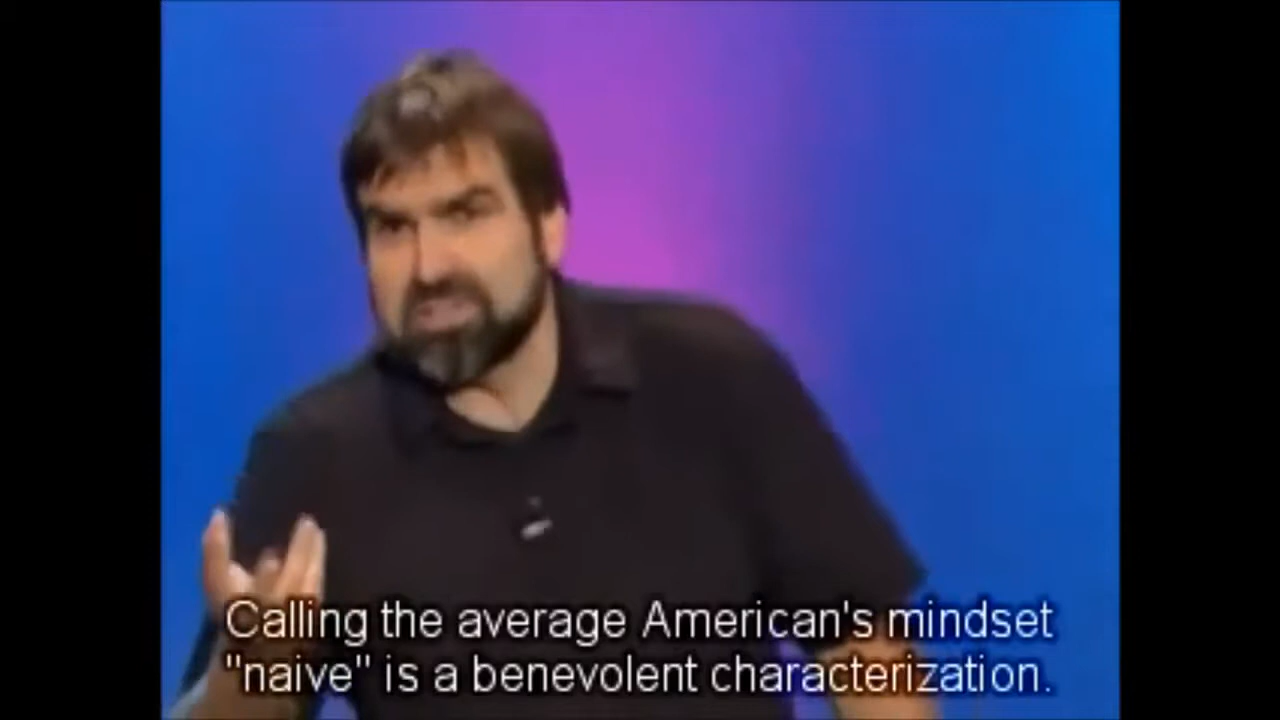 Calling the average American's mindset
"naive" is a benevolent characterization.